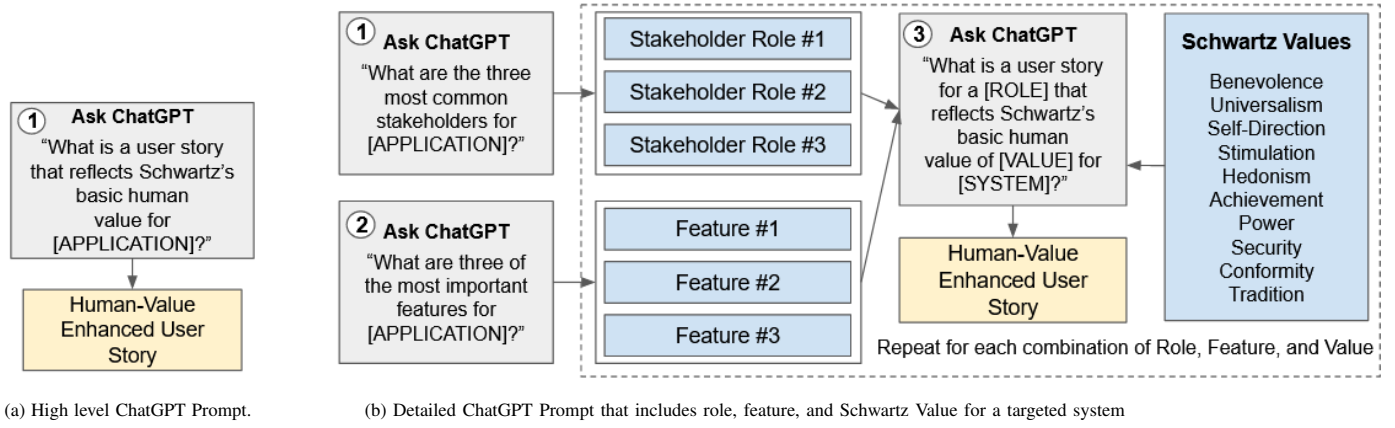 1
Ask ChatGPT
“What is a user story
that reflects Schwartz’s
basic human
value for
[APPLICATION]?”
Human-Value
Enhanced User
Story
(a) High level ChatGPT Prompt.
1
Ask ChatGPT
“What are the three
most common
stakeholders for
[APPLICATION]?”
Stakeholder Role #1
Stakeholder Role #2
Stakeholder Role #3
2
Ask ChatGPT
“What are three of
the most important
features for
[APPLICATION]?”
Feature #1
Feature #2
Feature #3
3
Ask ChatGPT
“What is a user story
for a [ROLE] that
reflects Schwartz’s
basic human
value of [VALUE] for
[SYSTEM]?”
Human-Value
Enhanced User
Story
Schwartz Values
Benevolence
Universalism
Self-Direction
Stimulation
Hedonism
Achievement
Power
Security
Conformity
Tradition
Repeat for each combination of Role, Feature, and Value
(b) Detailed ChatGPT Prompt that includes role, feature, and Schwartz Value for a targeted system